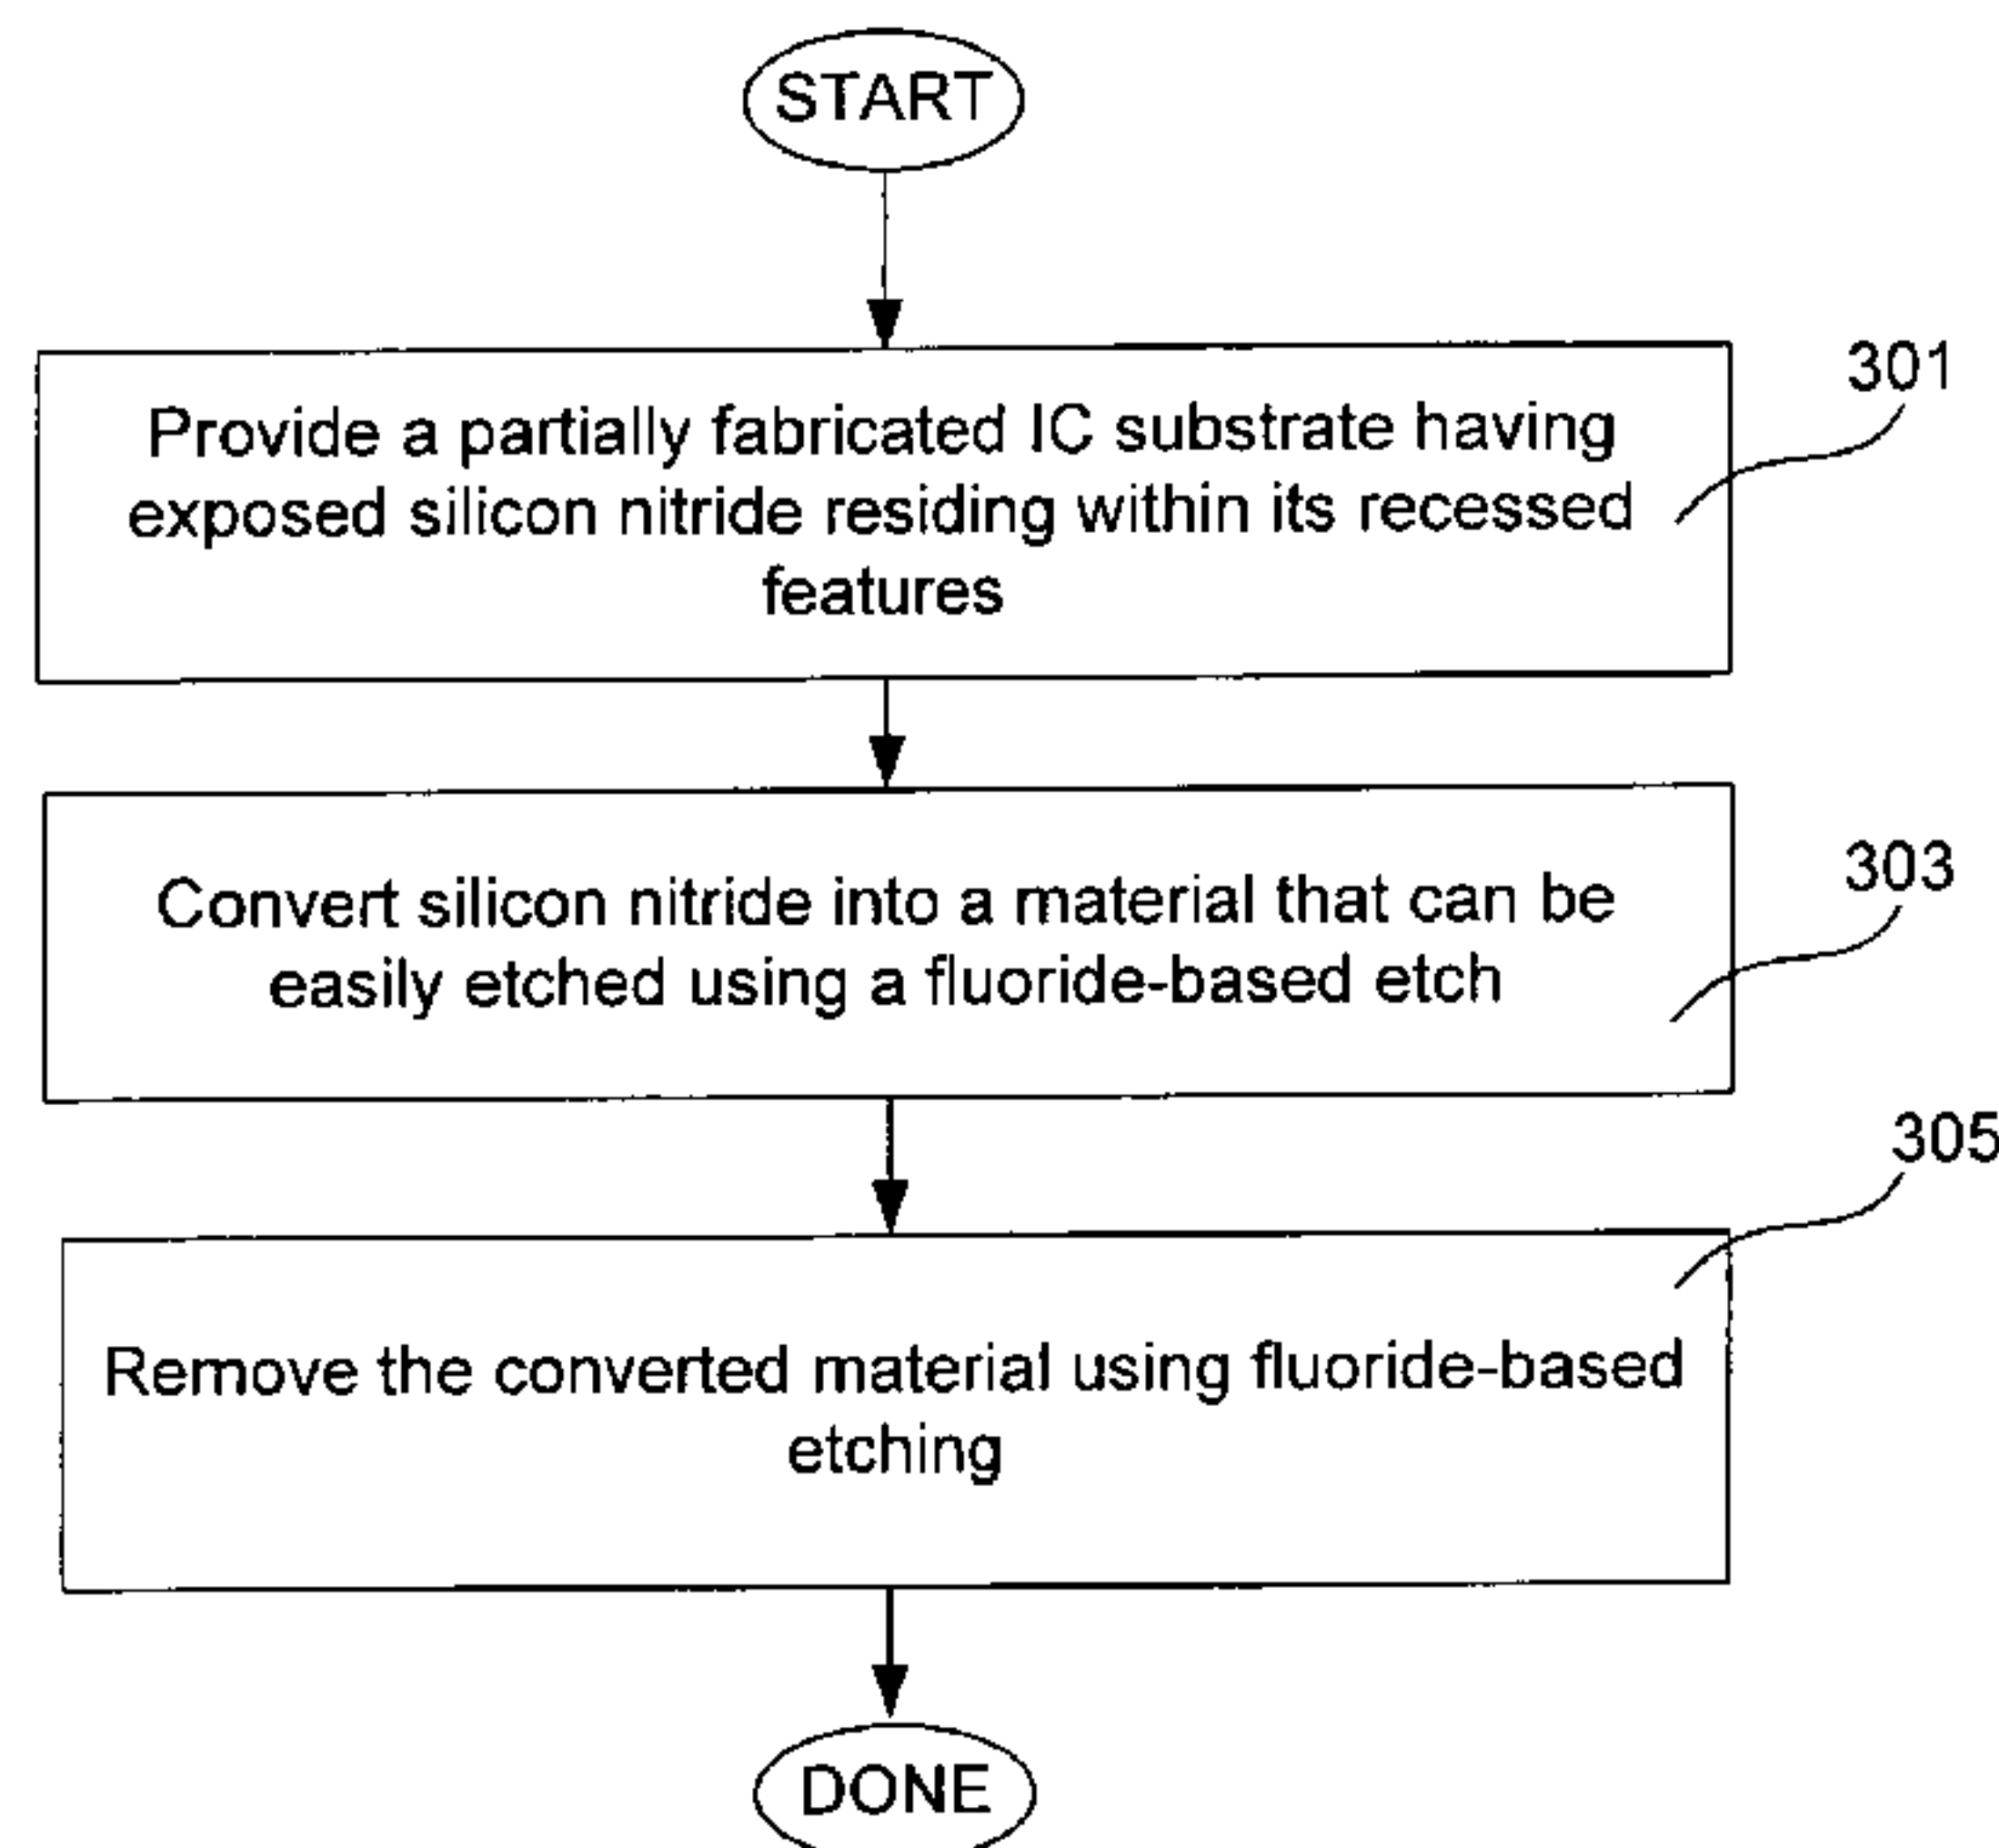 START
301
Provide a partially fabricated IC substrate having
exposed silicon nitride residing within its recessed
features
303
Convert silicon nitride into a material that can be
easily etched using a fluoride-based etch
305
Remove the converted material using fluoride-based
etching
DONE